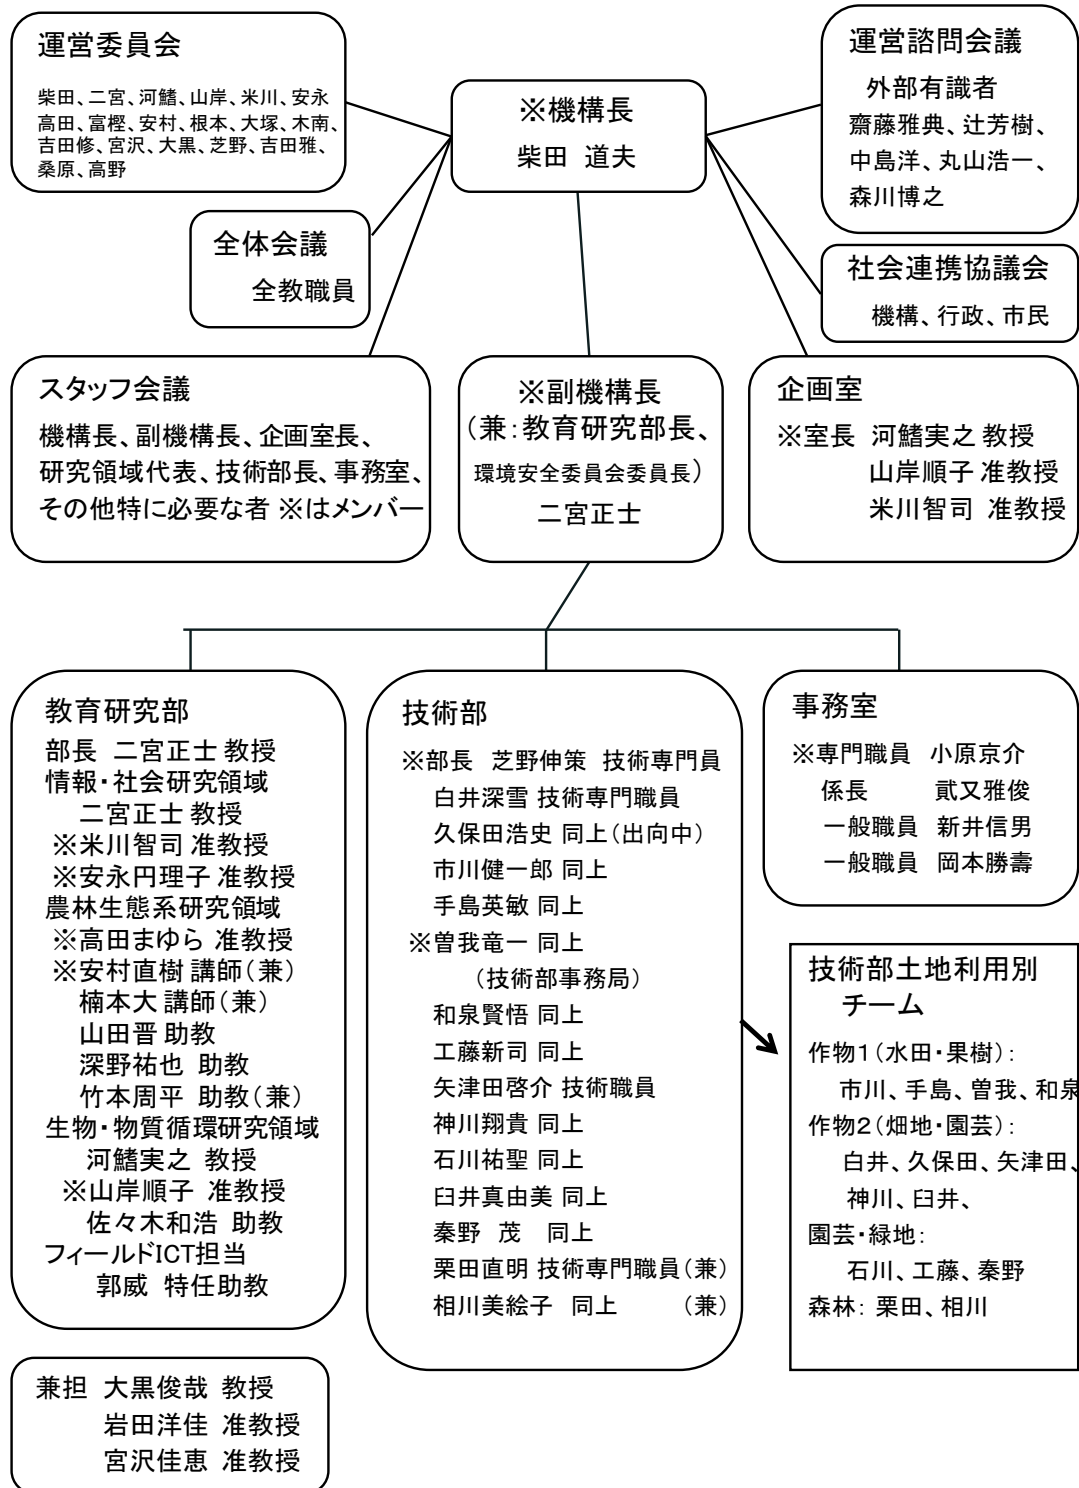 運営委員会
柴田、二宮、河鰭、山岸、米川、安永
高田、富樫、安村、根本、大塚、木南、
吉田修、宮沢、大黒、芝野、吉田雅、
桑原、高野
※機構長
柴田 道夫
運営諮問会議
外部有識者
齋藤雅典、辻芳樹、
中島洋、丸山浩一、
森川博之
全体会議
全教職員
社会連携協議会
機構、行政、市民
スタッフ会議
機構長、副機構長、企画室長、
研究領域代表、技術部長、事務室、
その他特に必要な者 ※はメンバー
※副機構長
(兼:教育研究部長、
環境安全委員会委員長)
二宮正士
企画室
※室長 河鰭実之 教授
山岸順子 准教授
米川智司 准教授
教育研究部
部長 二宮正士 教授
情報・社会研究領域
二宮正士 教授
※米川智司 准教授
※安永円理子 准教授
農林生態系研究領域
※高田まゆら 准教授
※安村直樹 講師(兼)
楠本大 講師(兼)
山田晋 助教
深野祐也 助教
竹本周平 助教(兼)
生物・物質循環研究領域
河鰭実之 教授
※山岸順子 准教授
佐々木和浩 助教
フィールドICT担当
郭威 特任助教
技術部
※部長 芝野伸策 技術専門員
白井深雪 技術専門職員
久保田浩史 同上(出向中)
市川健一郎 同上
手島英敏 同上
※曽我竜一 同上
(技術部事務局)
和泉賢悟 同上
工藤新司 同上
矢津田啓介 技術職員
神川翔貴 同上
石川祐聖 同上
臼井真由美 同上
秦野 茂 同上
栗田直明 技術専門職員(兼)
相川美絵子 同上 (兼)
事務室
※専門職員 小原京介
係長 貳又雅俊
一般職員 新井信男
一般職員 岡本勝壽
技術部土地利用別
チーム
作物1(水田・果樹):
市川、手島、曽我、和泉
作物2(畑地・園芸):
白井、久保田、矢津田、
神川、臼井、
園芸・緑地:
石川、工藤、秦野
森林: 栗田、相川
兼担 大黒俊哉 教授
岩田洋佳 准教授
宮沢佳恵 准教授